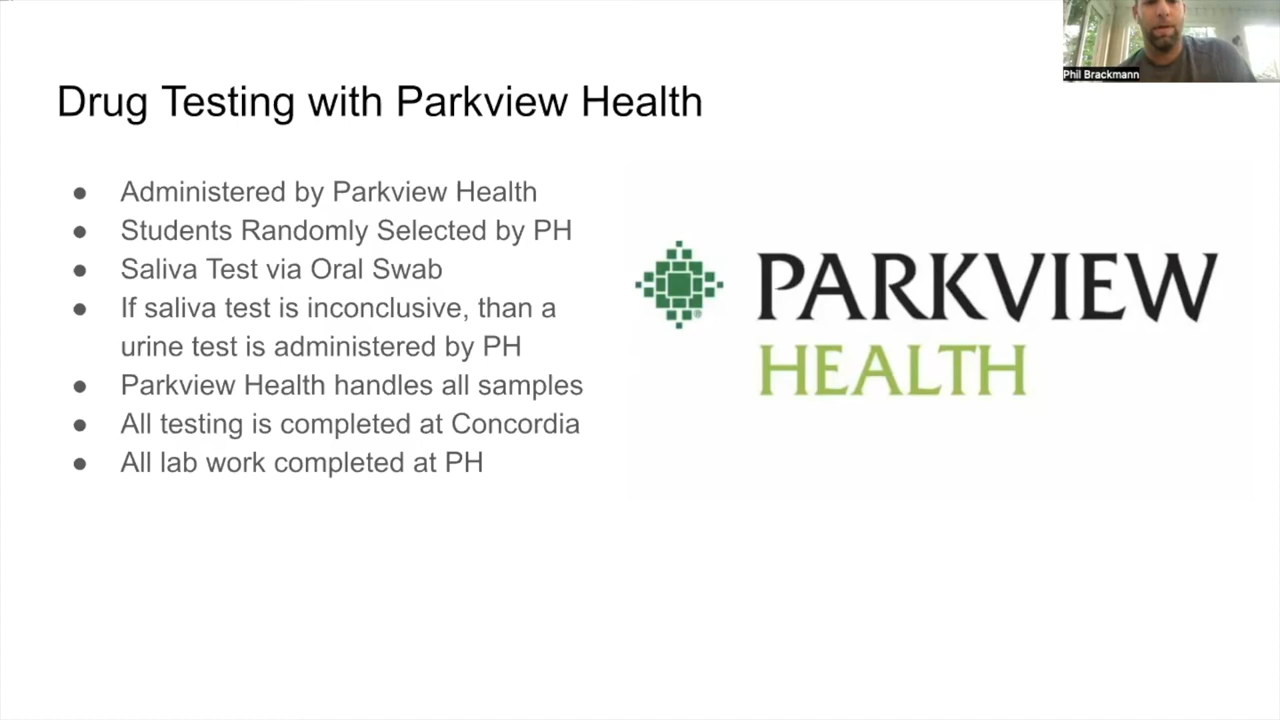 Phil Brackmann
Drug Testing with Parkview Health
● Administered by Parkview Health
● Students Randomly Selected by PH
● Saliva Test via Oral Swab
● If saliva test is inconclusive, than a
urine test is administered by PH
● Parkview Health handles all samples
● All testing is completed at Concordia
● All lab work completed at PH
PARKVIEW
®
HEALTH